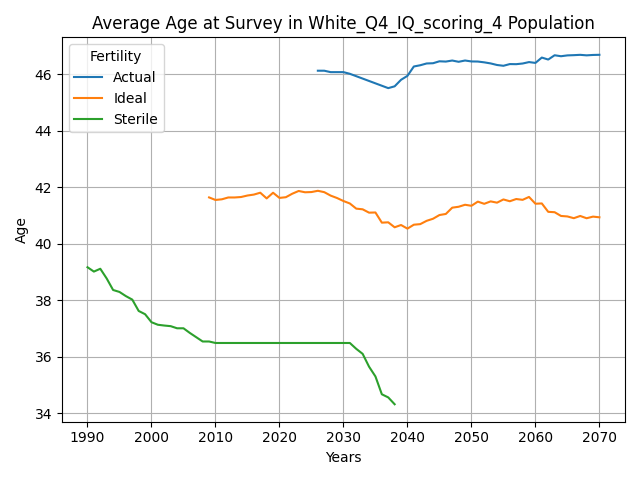 Average Age at Survey in White_Q4_IQ_scoring_4 Population
Fertility
Actual
Ideal
Sterile
Age
46
44
42
40
38
36
34
1990 2000 2010 2020 2030 2040 2050 2060 2070
Years